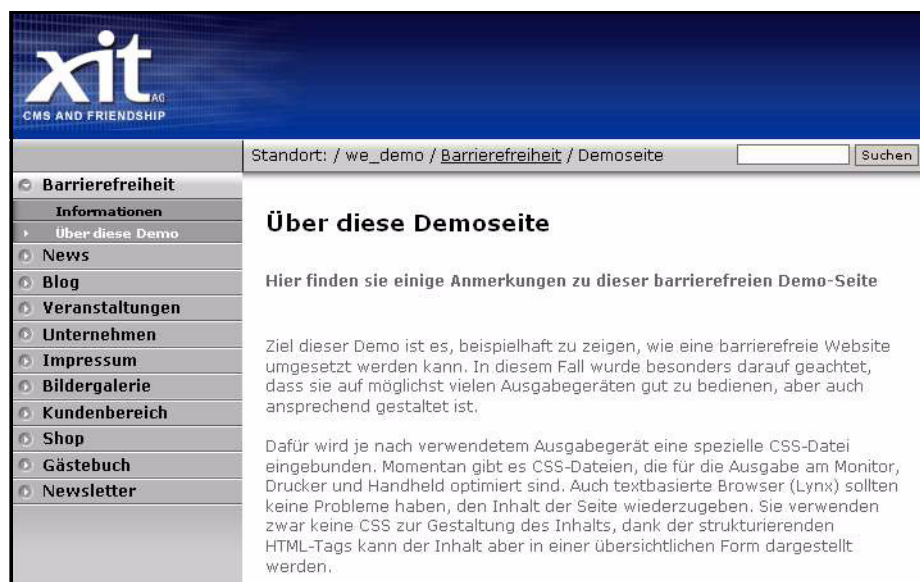 xit
AG
CMS AND FRIENDSHIP
Standort: / we_demo / Barrierefreiheit / Demoseite
Suchen
Barrierefreiheit
Informationen
Über diese Demo
News
Blog
Veranstaltungen
Unternehmen
Impressum
Bildergalerie
Kundenbereich
Shop
Gästebuch
Newsletter
Über diese Demoseite
Hier finden sie einige Anmerkungen zu dieser barrierefreien Demo-Seite
Ziel dieser Demo ist es, beispielhaft zu zeigen, wie eine barrierefreie Website
umgesetzt werden kann. In diesem Fall wurde besonders darauf geachtet,
dass sie auf möglichst vielen Ausgabegeräten gut zu bedienen, aber auch
ansprechend gestaltet ist.
Dafür wird je nach verwendetem Ausgabegerät eine spezielle CSS-Datei
eingebunden. Momentan gibt es CSS-Dateien, die für die Ausgabe am Monitor,
Drucker und Handheld optimiert sind. Auch textbasierte Browser (Lynx) sollten
keine Probleme haben, den Inhalt der Seite wiederzugeben. Sie verwenden
zwar keine CSS zur Gestaltung des Inhalts, dank der strukturierenden
HTML-Tags kann der Inhalt aber in einer übersichtlichen Form dargestellt
werden.